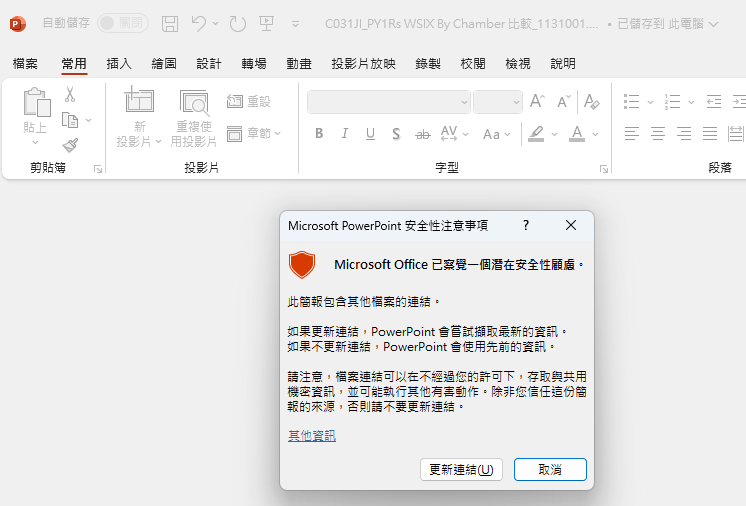 自動儲存 關閉 C031JI_PY1Rs WSIX By Chamber 比較_1131001.... • 已儲存到 此電腦
檔案 常用 插入 繪圖 設計 轉場 動畫 投影片放映 錄製 校閱 檢視 說明
貼上
剪貼簿
新
投影片
重複使
用投影片
重設
章節
投影片
B I U S ab AV Aa A
字型
段落
Microsoft PowerPoint 安全性注意事項 ?
Microsoft Office 已察覺一個潛在安全性顧慮。
此簡報包含其他檔案的連結。
如果更新連結，PowerPoint 會嘗試擷取最新的資訊。
如果不更新連結，PowerPoint 會使用先前的資訊。
請注意，檔案連結可以在不經過您的許可下，存取與共用
機密資訊，並可能執行其他有害動作。除非您信任這份簡
報的來源，否則請不要更新連結。
其他資訊
更新連結(U) 取消